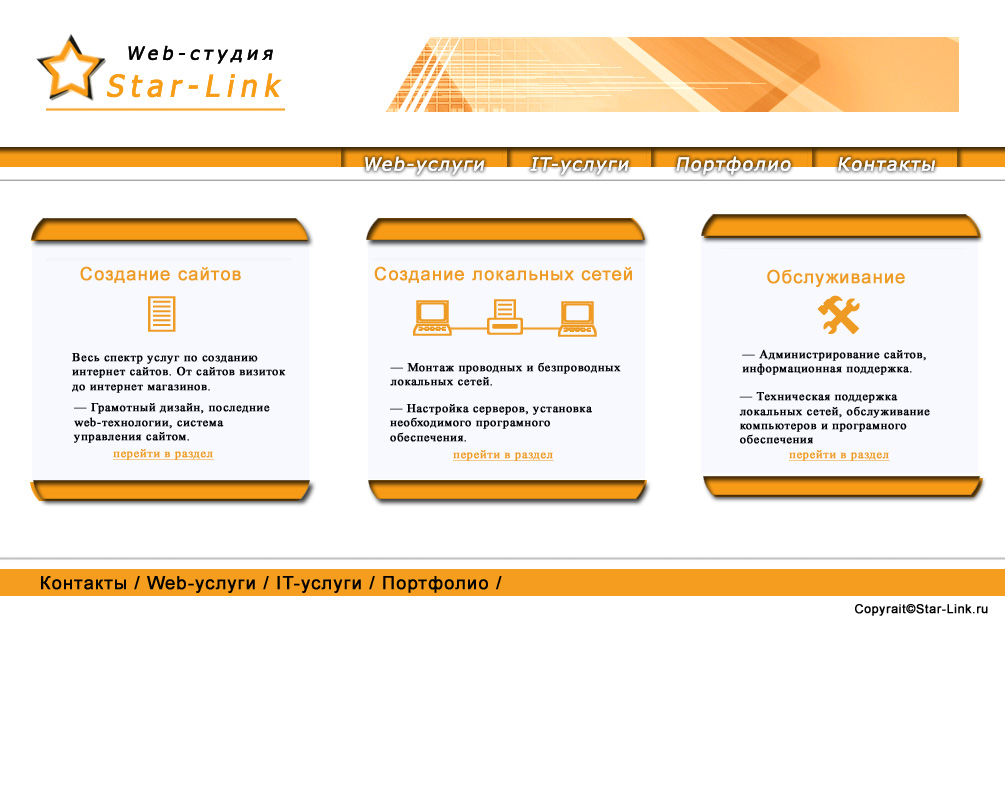 Web-студия
Star-Link
Web-услуги IT-услуги Портфолио Контакты
Создание сайтов
Весь спектр услуг по созданию
интернет сайтов. От сайтов визиток
до интернет магазинов.
— Грамотный дизайн, последние
web-технологии, система
управления сайтом.
перейти в раздел
Создание локальных сетей
— Монтаж проводных и безпроводных
локальных сетей.
— Настройка серверов, установка
необходимого програмного
обеспечения.
перейти в раздел
Обслуживание
— Администрирование сайтов,
информационная поддержка.
— Техническая поддержка
локальных сетей, обслуживание
компьютеров и програмного
обеспечения
перейти в раздел
Контакты / Web-услуги / IT-услуги / Портфолио /
Copyrait©Star-Link.ru